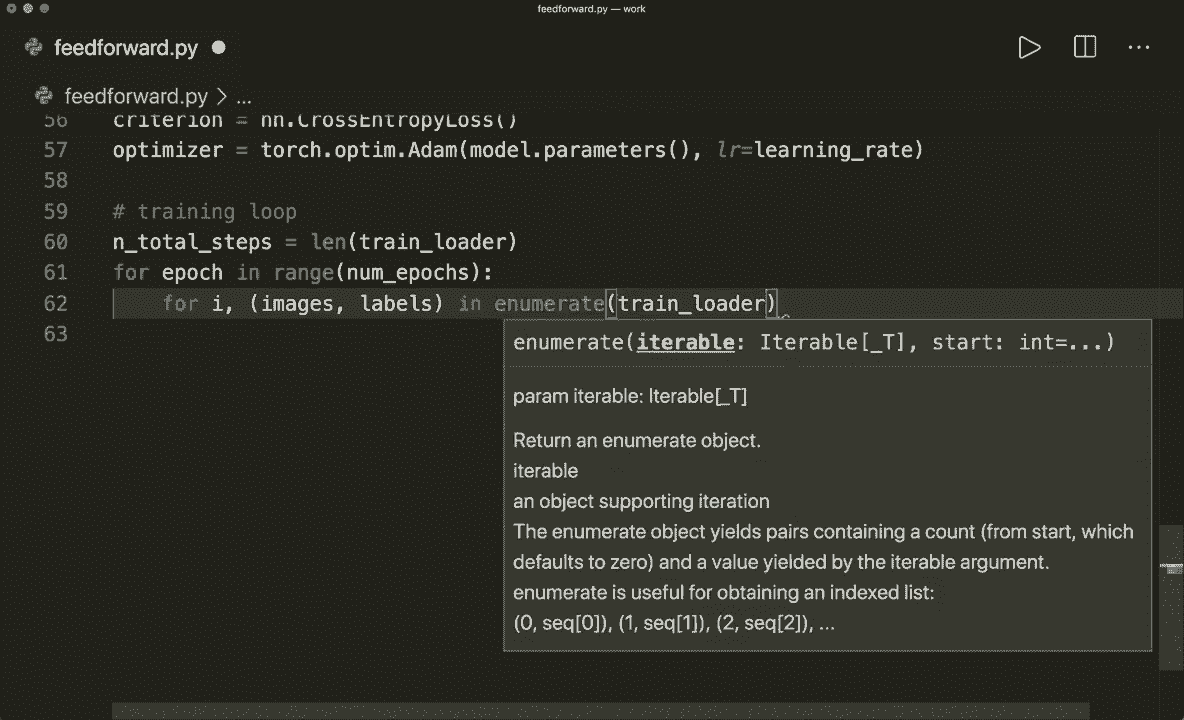 feedforward.py — work
feedforward.py
feedforward.py > ...
56 criterion = nn.CrossEntropyLoss()
57 optimizer = torch.optim.Adam(model.parameters(), lr=learning_rate)
58
59 # training loop
60 n_total_steps = len(train_loader)
61 for epoch in range(num_epochs):
62 for i, (images, labels) in enumerate(train_loader)
63
enumerate(iterable: Iterable[_T], start: int=...)
param iterable: Iterable[_T]
Return an enumerate object.
iterable
an object supporting iteration
The enumerate object yields pairs containing a count (from start, which
defaults to zero) and a value yielded by the iterable argument.
enumerate is useful for obtaining an indexed list:
(0, seq[0]), (1, seq[1]), (2, seq[2]), ...